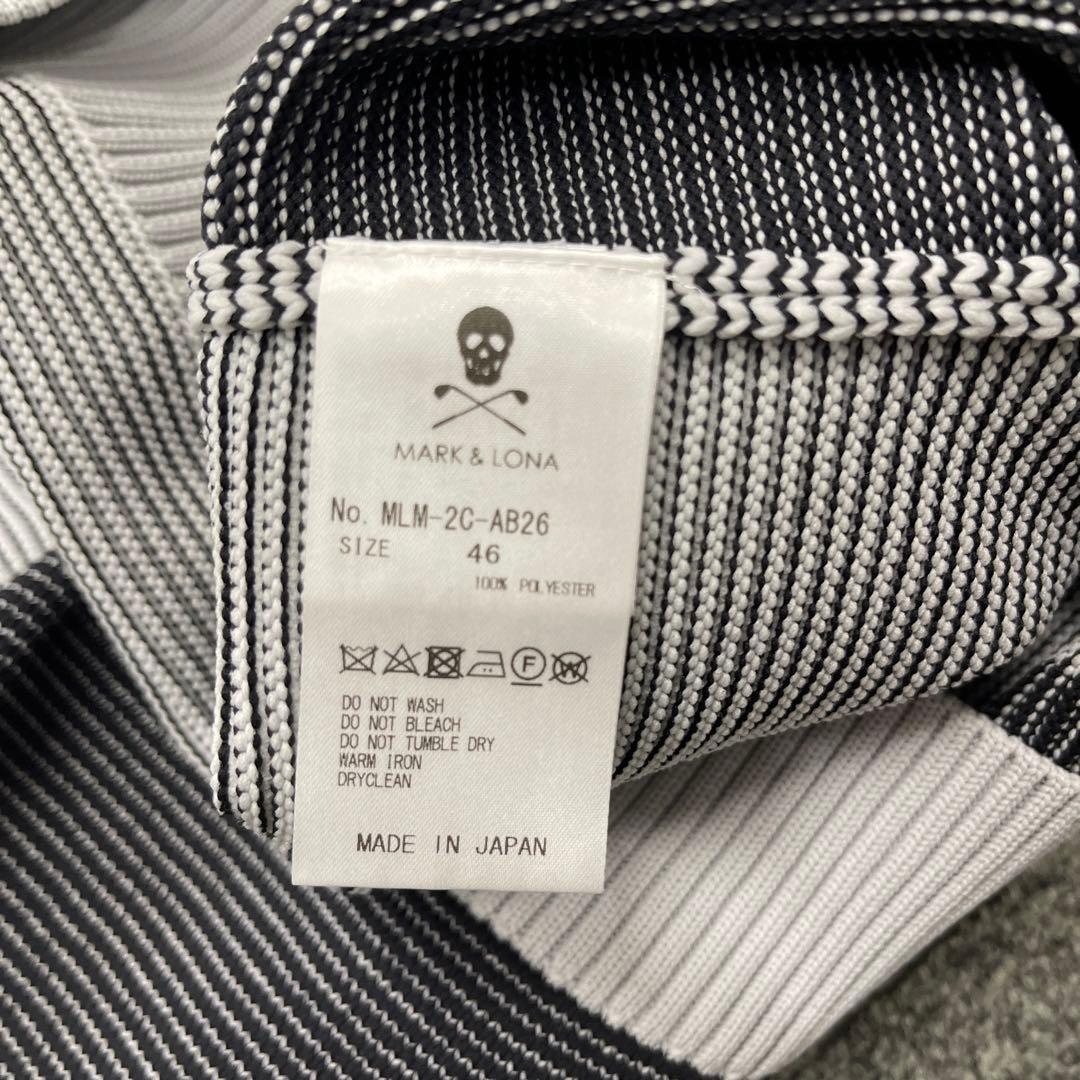 MARK & LONA
No. MLM-2C-AB26
SIZE 46
100% POLYESTER
F W
DO NOT WASH
DO NOT BLEACH
DO NOT TUMBLE DRY
WARM IRON
DRYCLEAN
MADE IN JAPAN